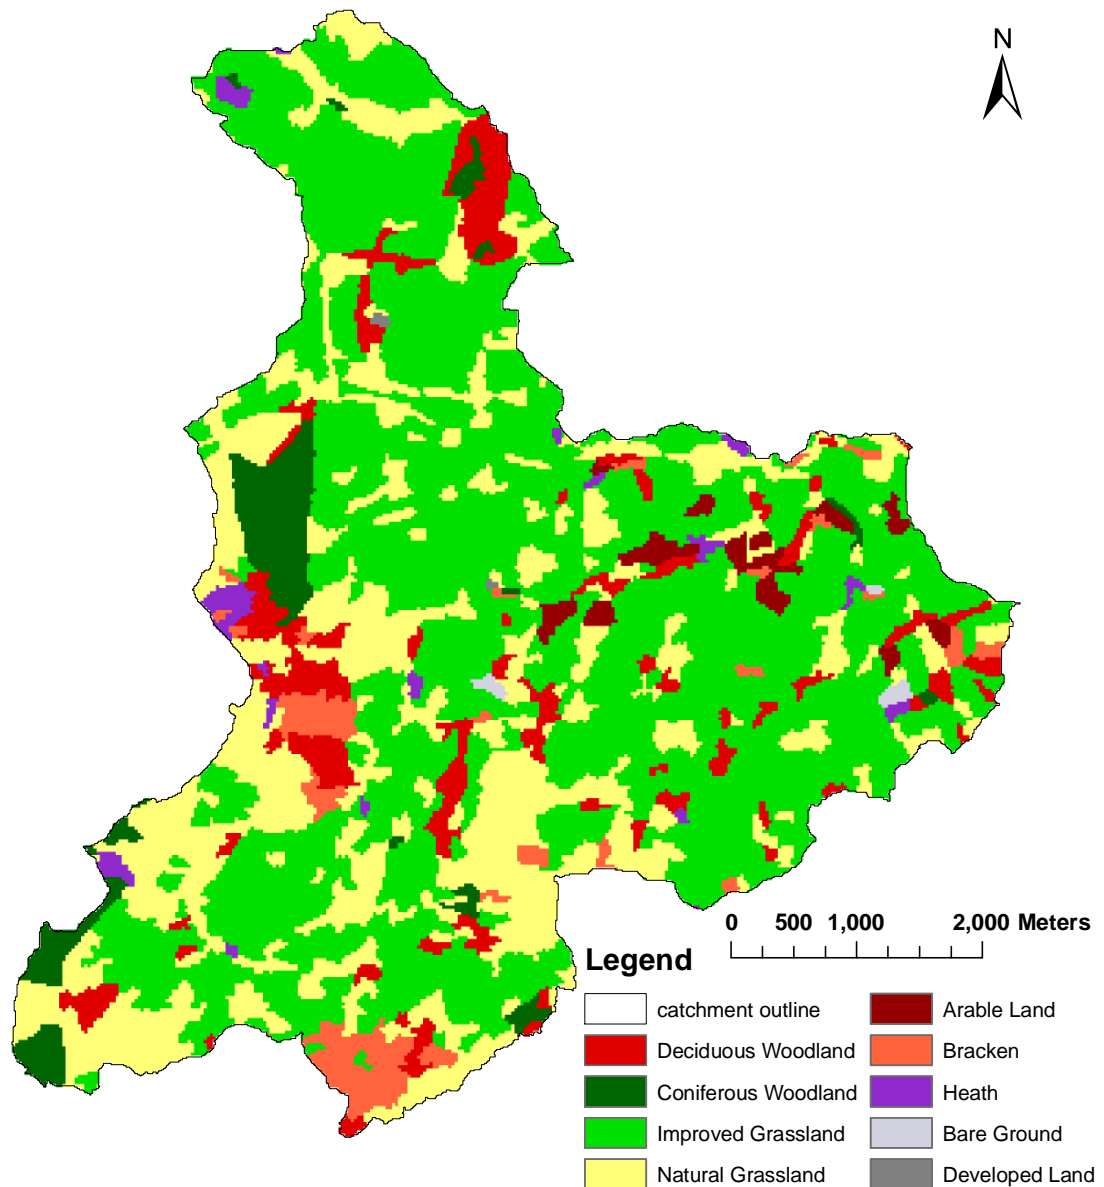 N
0 500 1,000 2,000 Meters
Legend
catchment outline
Deciduous Woodland
Coniferous Woodland
Improved Grassland
Natural Grassland
Arable Land
Bracken
Heath
Bare Ground
Developed Land